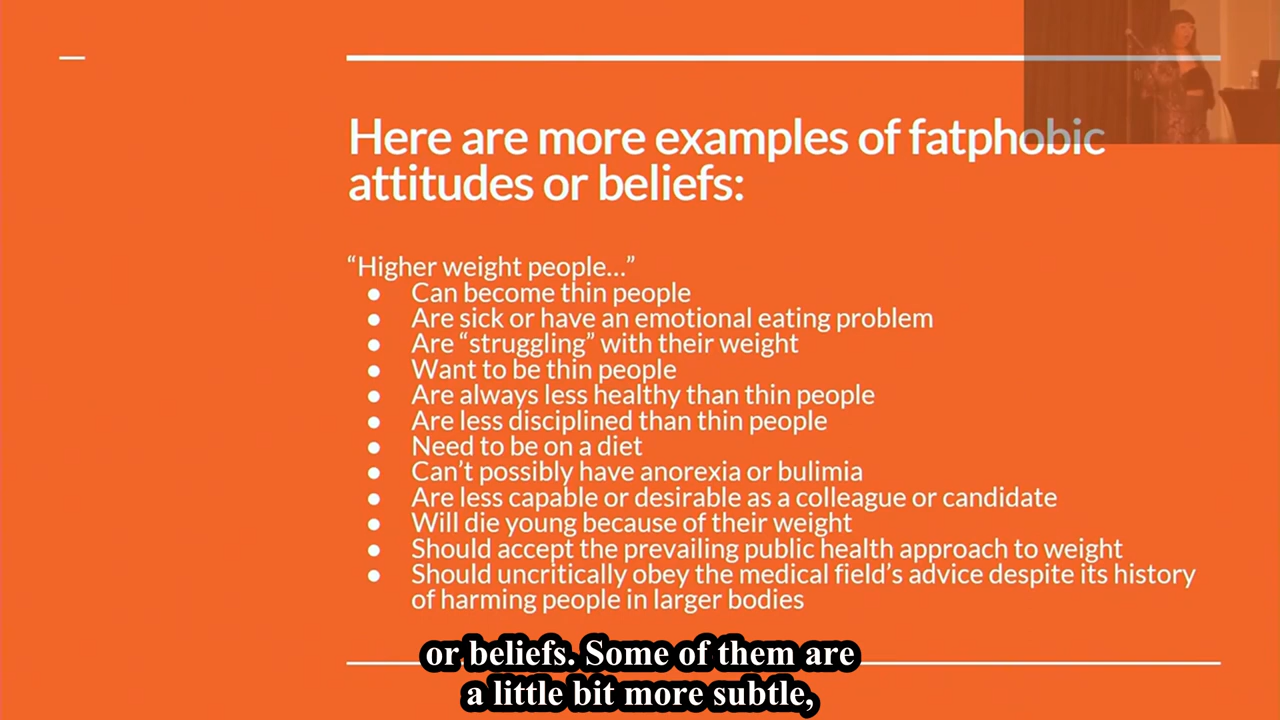 Here are more examples of fatphobic
attitudes or beliefs:
“Higher weight people...”
● Can become thin people
● Are sick or have an emotional eating problem
● Are “struggling” with their weight
● Want to be thin people
● Are always less healthy than thin people
● Are less disciplined than thin people
● Need to be on a diet
● Can’t possibly have anorexia or bulimia
● Are less capable or desirable as a colleague or candidate
● Will die young because of their weight
● Should accept the prevailing public health approach to weight
● Should uncritically obey the medical field’s advice despite its history
of harming people in larger bodies
or beliefs. Some of them are
a little bit more subtle,